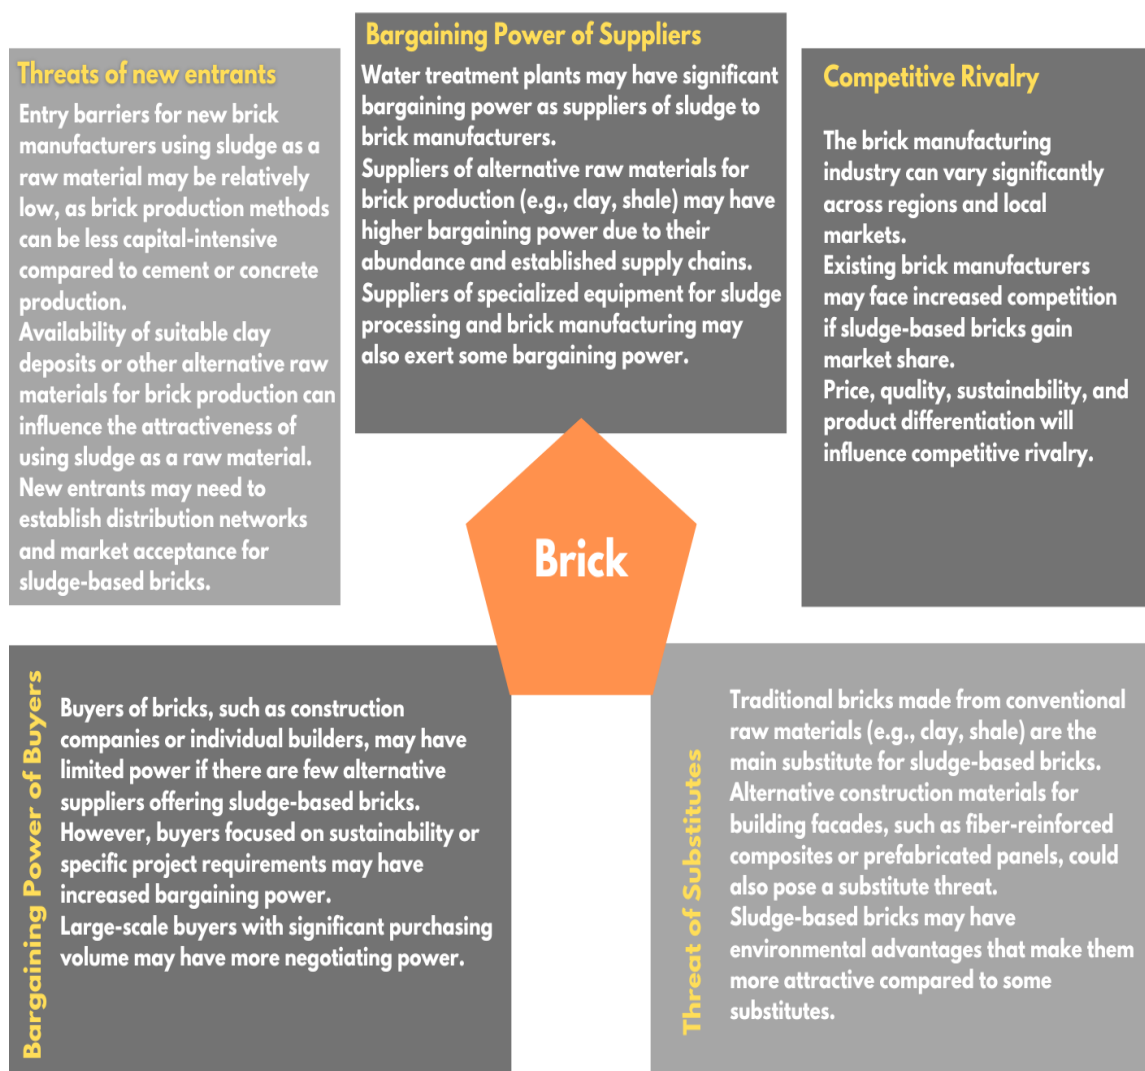 Threats of new entrants
Entry barriers for new brick
manufacturers using sludge as a
raw material may be relatively
low, as brick production methods
can be less capital-intensive
compared to cement or concrete
production.
Availability of suitable clay
deposits or other alternative raw
materials for brick production can
influence the attractiveness of
using sludge as a raw material.
New entrants may need to
establish distribution networks
and market acceptance for
sludge-based bricks.
Bargaining Power of Suppliers
Water treatment plants may have significant
bargaining power as suppliers of sludge to
brick manufacturers.
Suppliers of alternative raw materials for
brick production (e.g., clay, shale) may have
higher bargaining power due to their
abundance and established supply chains.
Suppliers of specialized equipment for sludge
processing and brick manufacturing may
also exert some bargaining power.
Competitive Rivalry
The brick manufacturing
industry can vary significantly
across regions and local
markets.
Existing brick manufacturers
may face increased competition
if sludge-based bricks gain
market share.
Price, quality, sustainability, and
product differentiation will
influence competitive rivalry.
Brick
Bargaining Power of Buyers
Buyers of bricks, such as construction
companies or individual builders, may have
limited power if there are few alternative
suppliers offering sludge-based bricks.
However, buyers focused on sustainability or
specific project requirements may have
increased bargaining power.
Large-scale buyers with significant purchasing
volume may have more negotiating power.
Threat of Substitutes
Traditional bricks made from conventional
raw materials (e.g., clay, shale) are the
main substitute for sludge-based bricks.
Alternative construction materials for
building facades, such as fiber-reinforced
composites or prefabricated panels, could
also pose a substitute threat.
Sludge-based bricks may have
environmental advantages that make them
more attractive compared to some
substitutes.